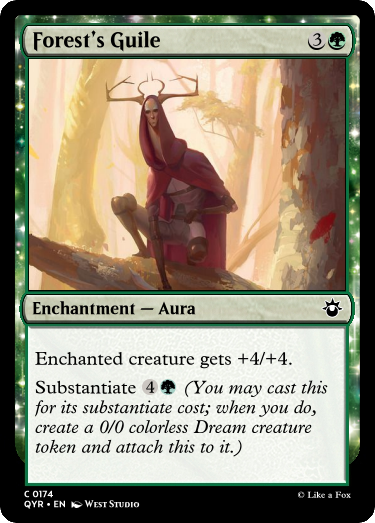 Forest's Guile 3
Enchantment — Aura
Enchanted creature gets +4/+4.
Substantiate 4 (You may cast this
for its substantiate cost; when you do,
create a 0/0 colorless Dream creature
token and attach this to it.)
C 0174
QYR • EN West Studio
© Like a Fox